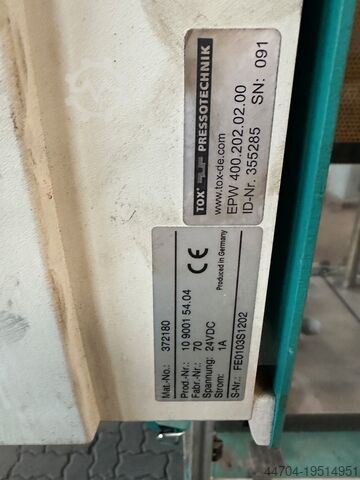 TOX® PRESSOTECHNIK
www.tox-de.com
EPW 400.202.02.00
ID-Nr. 355285 SN: 091
Mat.-No.: 372180
Prod.-Nr.: 10 9001 54.04
Fabr.-Nr.: 70
Spannung: 24VDC
Strom: 1A
S-Nr.: FE0103S1202
CE
Produced in Germany
44704-19514951